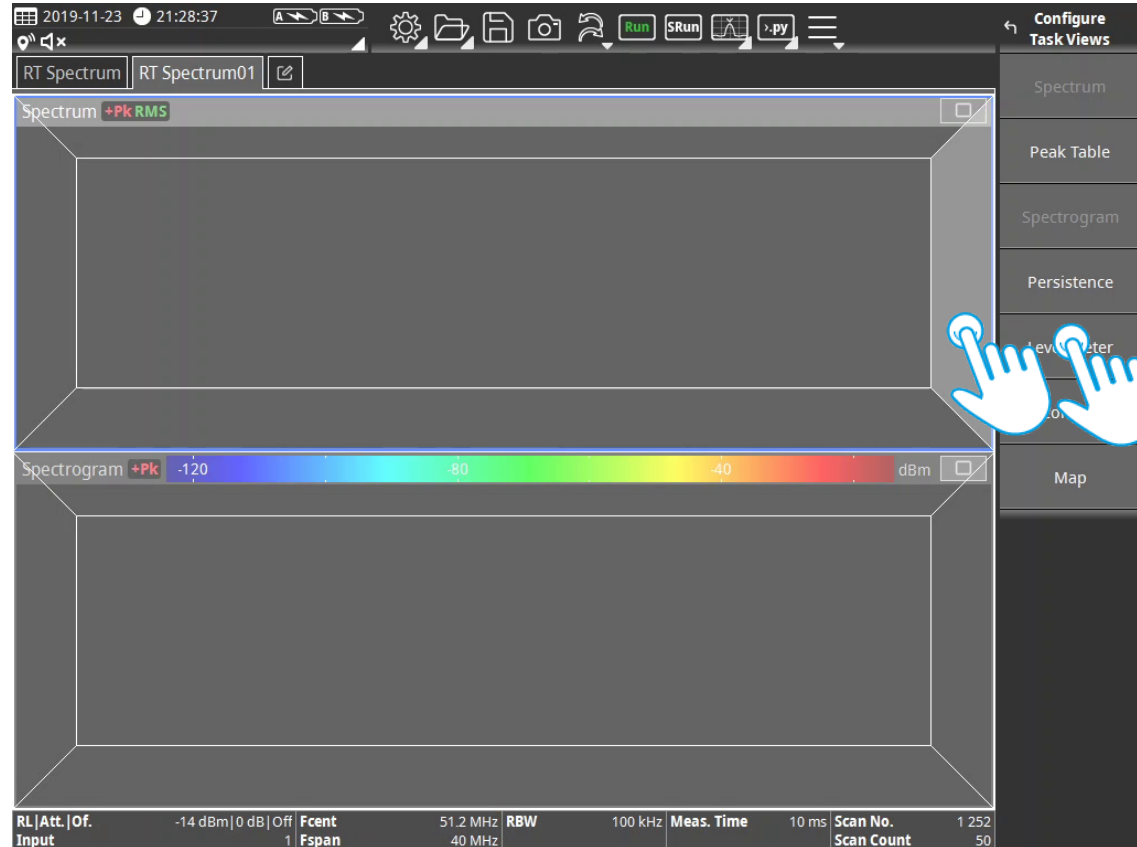 2019-11-23 21:28:37 A B
Run SRun >.py
Configure
Task Views
RT Spectrum RT Spectrum01
Spectrum +Pk RMS
Spectrum
Peak Table
Spectrogram
Persistence
Map
Spectrogram +Pk -120 -80 -40 dBm
RL|Att.|Of. -14 dBm|0 dB|Off Fcent 51.2 MHz RBW 100 kHz Meas. Time 10 ms Scan No. 1 252
Input 1 Fspan 40 MHz Scan Count 50